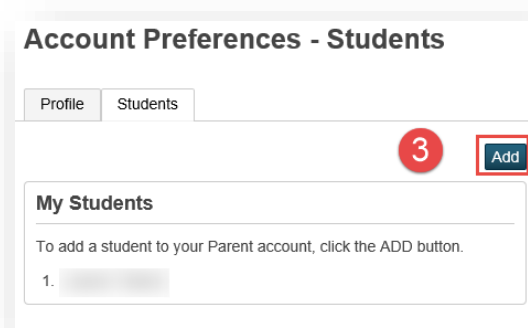 Account Preferences - Students
Profile Students
3 Add
My Students
To add a student to your Parent account, click the ADD button.
1.